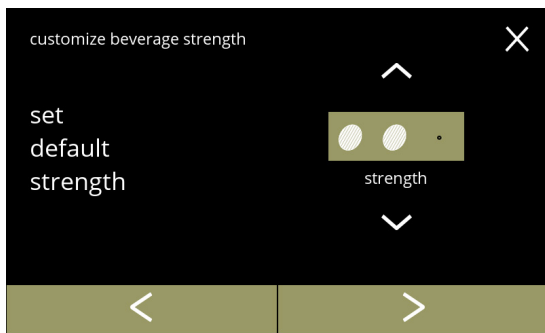 customize beverage strength
set
default
strength
strength